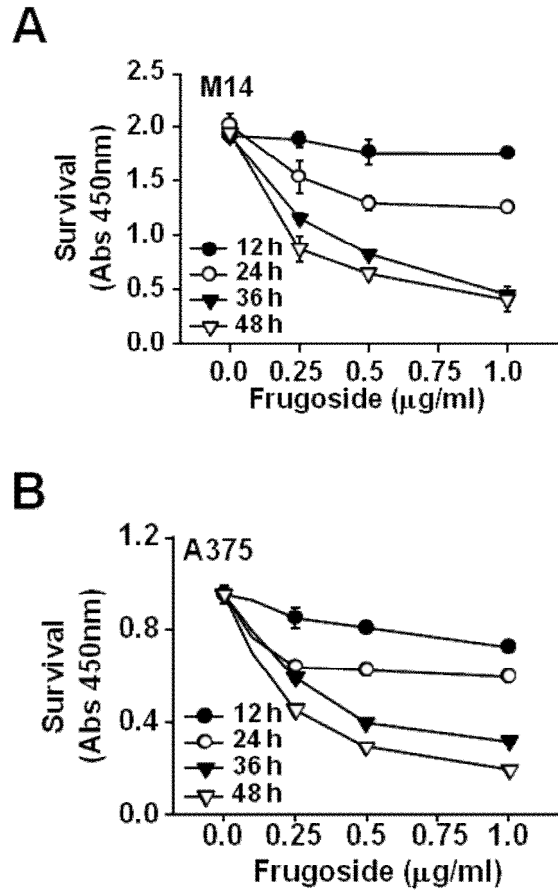 A
M14
2.5
2.0
1.5
1.0
0.5
0.0
Survival
(Abs 450nm)
12 h
24 h
36 h
48 h
0.0 0.25 0.5 0.75 1.0
Frugoside (μg/ml)
B
A375
1.2
0.8
0.4
0.0
Survival
(Abs 450nm)
12 h
24 h
36 h
48 h
0.0 0.25 0.5 0.75 1.0
Frugoside (μg/ml)